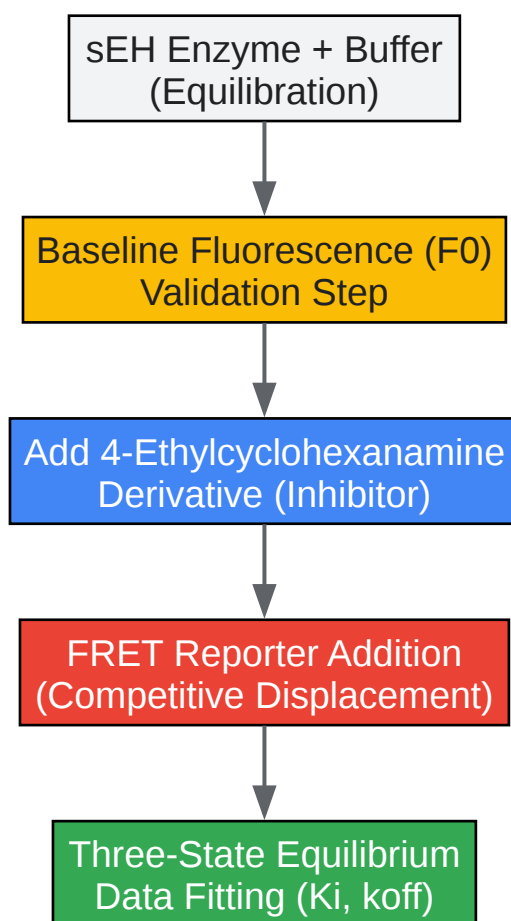 sEH Enzyme + Buffer
(Equilibration)
Baseline Fluorescence (F0)
Validation Step
Add 4-Ethylcyclohexanamine
Derivative (Inhibitor)
FRET Reporter Addition
(Competitive Displacement)
Three-State Equilibrium
Data Fitting (Ki, koff)